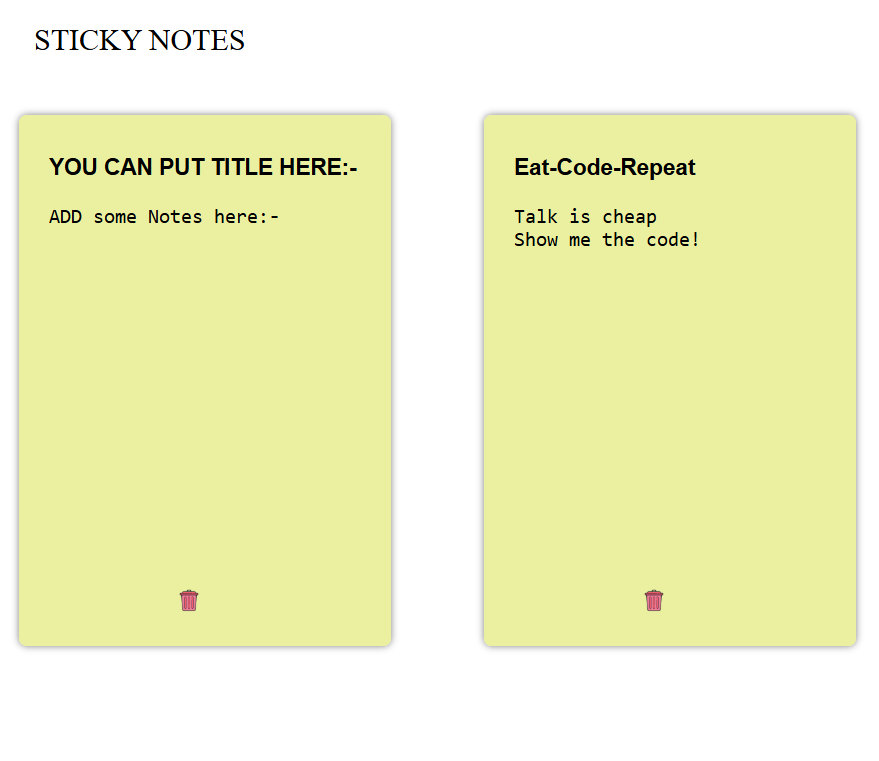 STICKY NOTES
YOU CAN PUT TITLE HERE:-
ADD some Notes here:-
Eat-Code-Repeat
Talk is cheap
Show me the code!